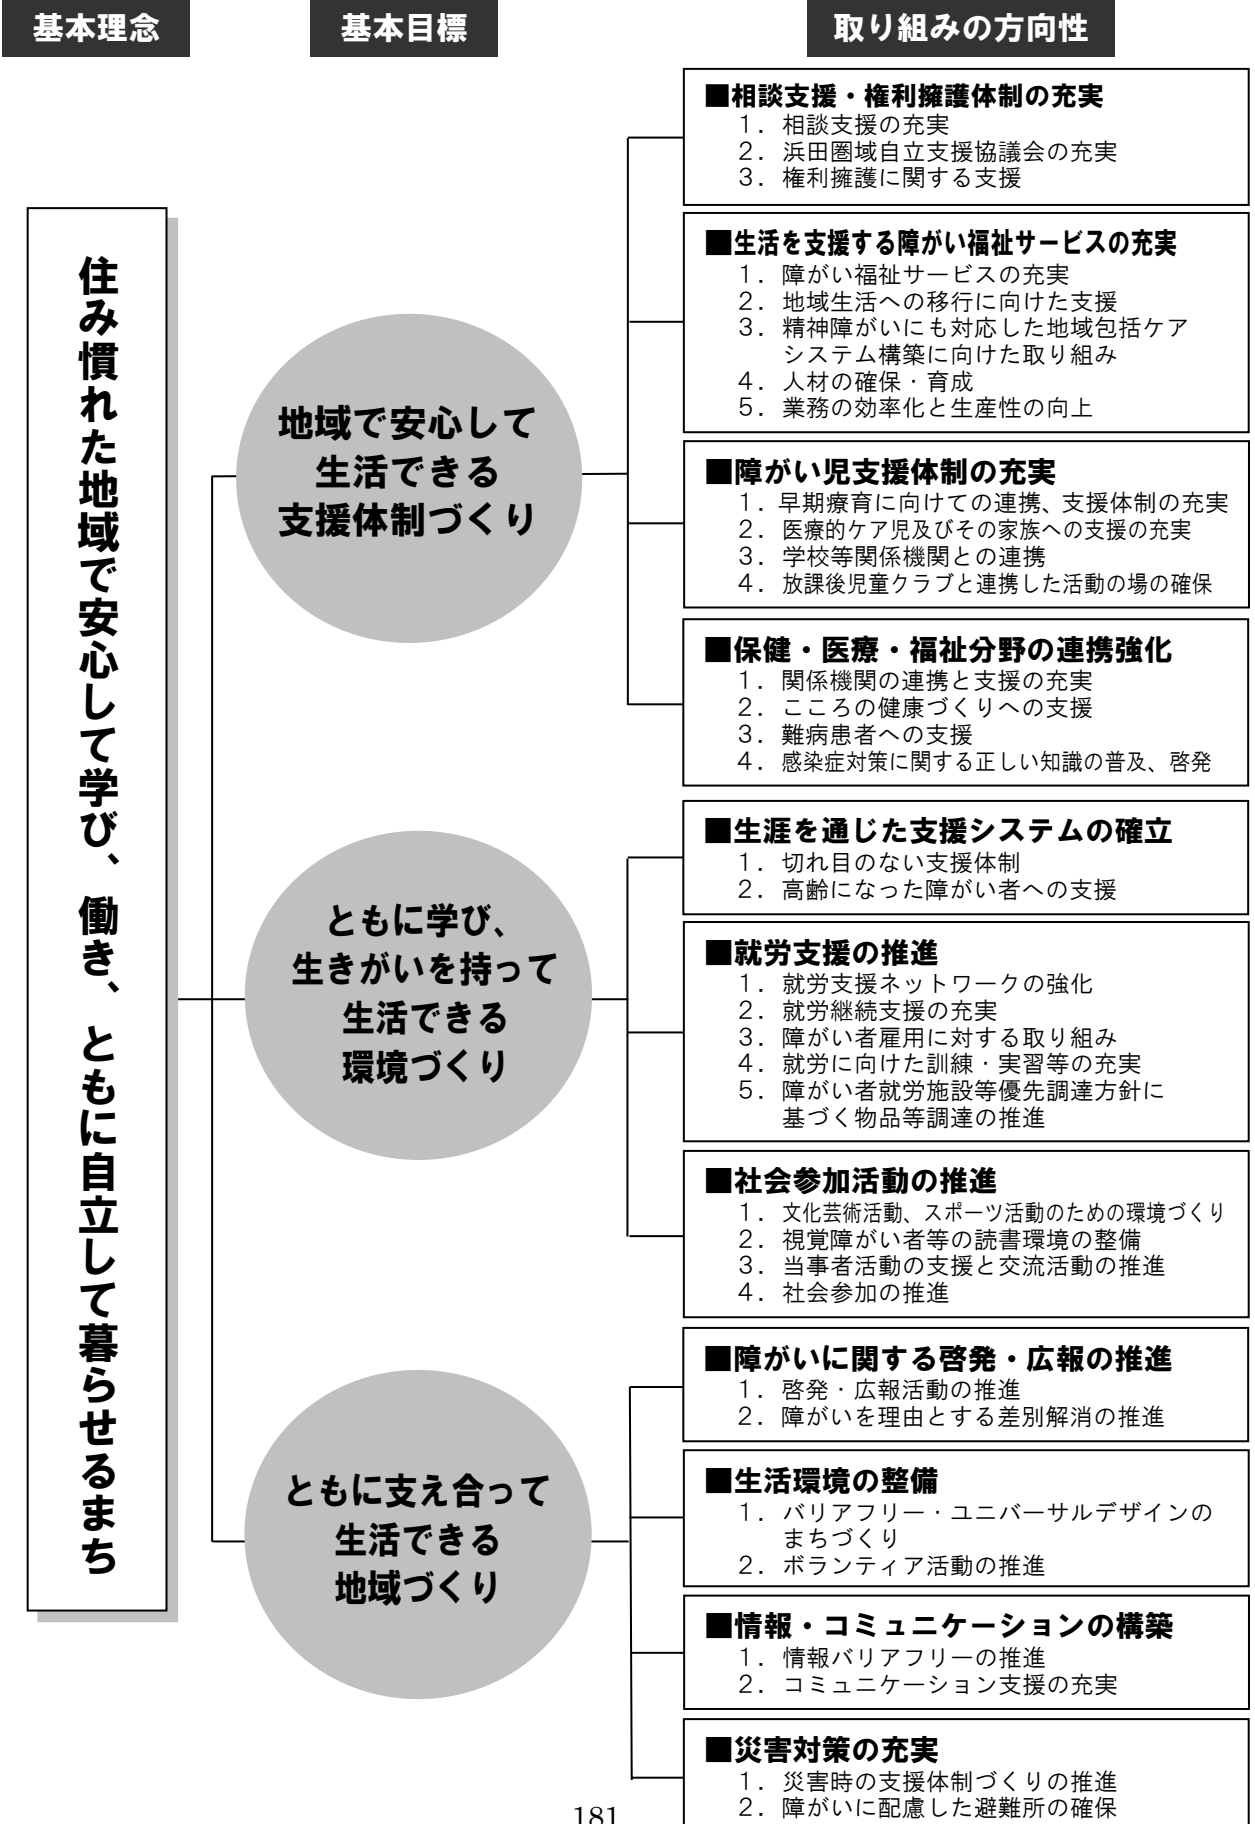 基本理念
基本目標
取り組みの方向性
住み慣れた地域で安心して学び、働き、ともに自立して暮らせるまち
地域で安心して
生活できる
支援体制づくり
■相談支援・権利擁護体制の充実
１．相談支援の充実
２．浜田圏域自立支援協議会の充実
３．権利擁護に関する支援
■生活を支援する障がい福祉サービスの充実
１．障がい福祉サービスの充実
２．地域生活への移行に向けた支援
３．精神障がいにも対応した地域包括ケア
システム構築に向けた取り組み
４．人材の確保・育成
５．業務の効率化と生産性の向上
■障がい児支援体制の充実
１．早期療育に向けての連携、支援体制の充実
２．医療的ケア児及びその家族への支援の充実
３．学校等関係機関との連携
４．放課後児童クラブと連携した活動の場の確保
■保健・医療・福祉分野の連携強化
１．関係機関の連携と支援の充実
２．こころの健康づくりへの支援
３．難病患者への支援
４．感染症対策に関する正しい知識の普及、啓発
ともに学び、
生きがいを持って
生活できる
環境づくり
■生涯を通じた支援システムの確立
１．切れ目のない支援体制
２．高齢になった障がい者への支援
■就労支援の推進
１．就労支援ネットワークの強化
２．就労継続支援の充実
３．障がい者雇用に対する取り組み
４．就労に向けた訓練・実習等の充実
５．障がい者就労施設等優先調達方針に
基づく物品等調達の推進
■社会参加活動の推進
１．文化芸術活動、スポーツ活動のための環境づくり
２．視覚障がい者等の読書環境の整備
３．当事者活動の支援と交流活動の推進
４．社会参加の推進
ともに支え合って
生活できる
地域づくり
■障がいに関する啓発・広報の推進
１．啓発・広報活動の推進
２．障がいを理由とする差別解消の推進
■生活環境の整備
１．バリアフリー・ユニバーサルデザインの
まちづくり
２．ボランティア活動の推進
■情報・コミュニケーションの構築
１．情報バリアフリーの推進
２．コミュニケーション支援の充実
■災害対策の充実
１．災害時の支援体制づくりの推進
２．障がいに配慮した避難所の確保
181